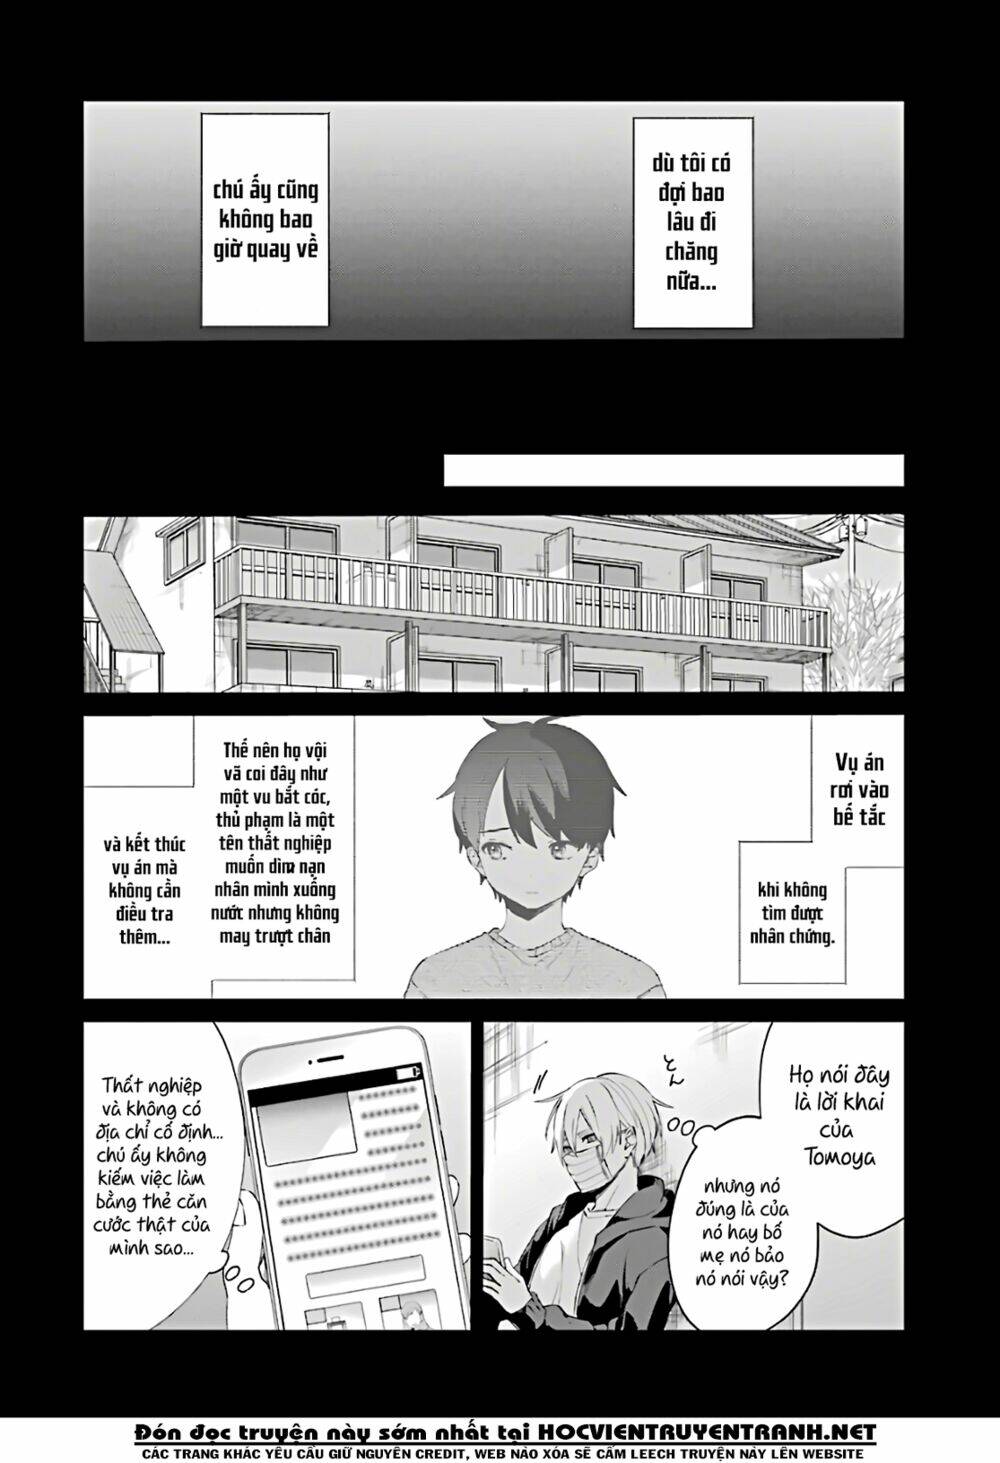 dù tôi có
đợi bao
lâu đi
chăng
nữa...
chú ấy cũng
không bao
giờ quay về
Vụ án
rơi vào
bế tắc
khi không
tìm được
nhân chứng.
Thế nên họ vội
vã coi đây như
một vu bắt cóc,
thủ phạm là một
tên thất nghiệp
muốn dìm nạn
nhân mình xuống
nước nhưng không
may trượt chân
và kết thúc
vụ án mà
không cần
điều tra
thêm...
Họ nói đây
là lời khai
của
Tomoya
nhưng nó
đúng là của
nó hay bố
mẹ nó bảo
nó nói vậy?
とん
Thất nghiệp
và không có
địa chỉ cố định...
chú ấy không
kiếm việc làm
bằng thẻ căn
cước thật của
mình sao...
Đón đọc truyện này sớm nhất tại HOCVIENTRUYENTRANH.NET
CÁC TRANG KHÁC YÊU CẦU GIỮ NGUYÊN CREDIT, WEB NÀO XÓA SẼ CẤM LEECH TRUYỆN NÀY LÊN WEBSITE